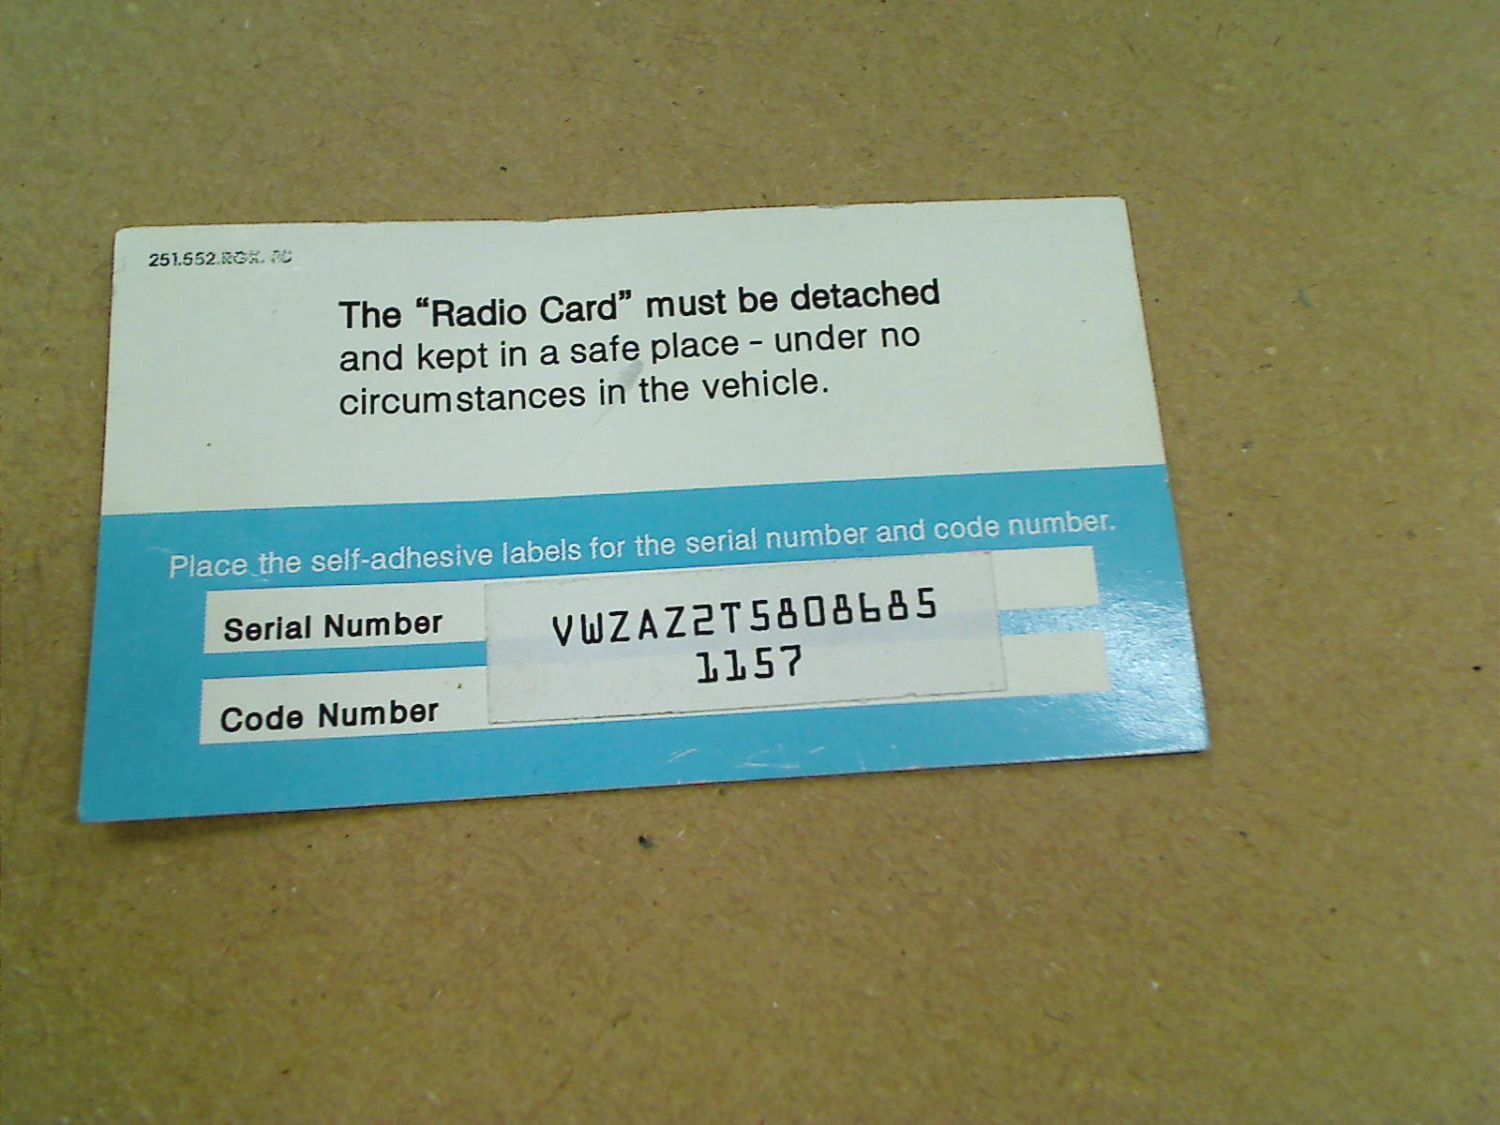 251.552.
The “Radio Card” must be detached
and kept in a safe place - under no
circumstances in the vehicle.
Place the self-adhesive labels for the serial number and code number.
Serial Number VWZAZ2T5808685
1157
Code Number